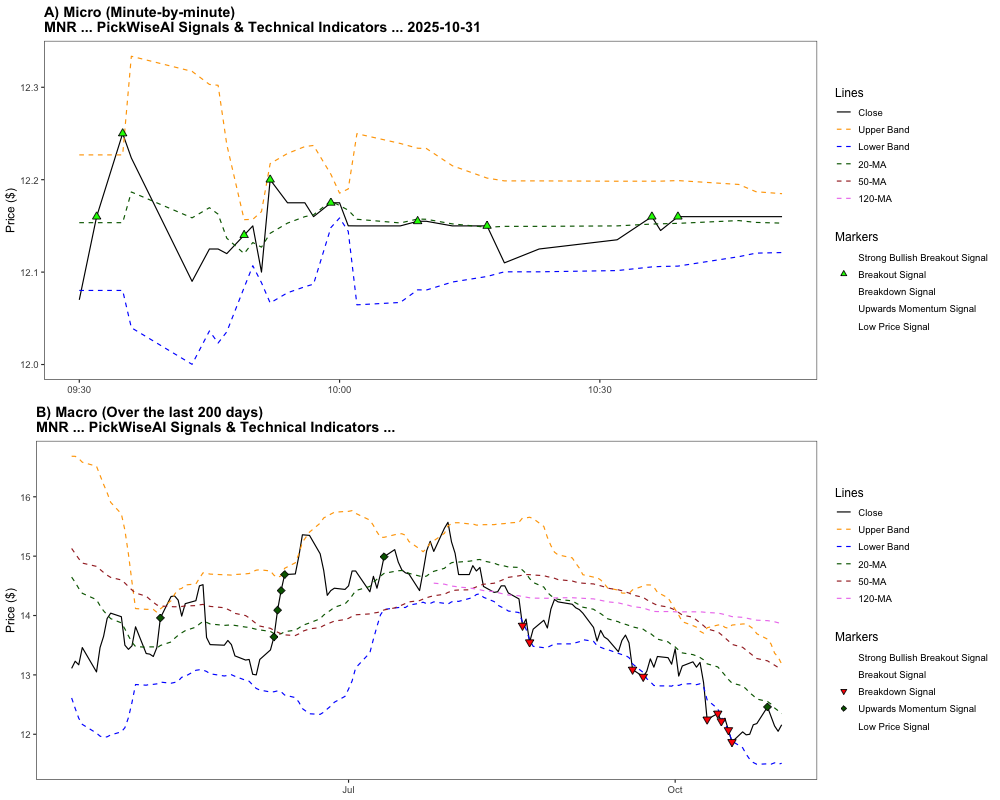 A) Micro (Minute-by-minute)
MNR ... PickWiseAI Signals & Technical Indicators ... 2025-10-31
Price ($)
12.3
12.2
12.1
12.0
09:30
10:00
10:30
Lines
Close
Upper Band
Lower Band
20-MA
50-MA
120-MA
Markers
Strong Bullish Breakout Signal
Breakout Signal
Breakdown Signal
Upwards Momentum Signal
Low Price Signal
B) Macro (Over the last 200 days)
MNR ... PickWiseAI Signals & Technical Indicators ...
Price ($)
16
15
14
13
12
Jul
Oct
Lines
Close
Upper Band
Lower Band
20-MA
50-MA
120-MA
Markers
Strong Bullish Breakout Signal
Breakout Signal
Breakdown Signal
Upwards Momentum Signal
Low Price Signal